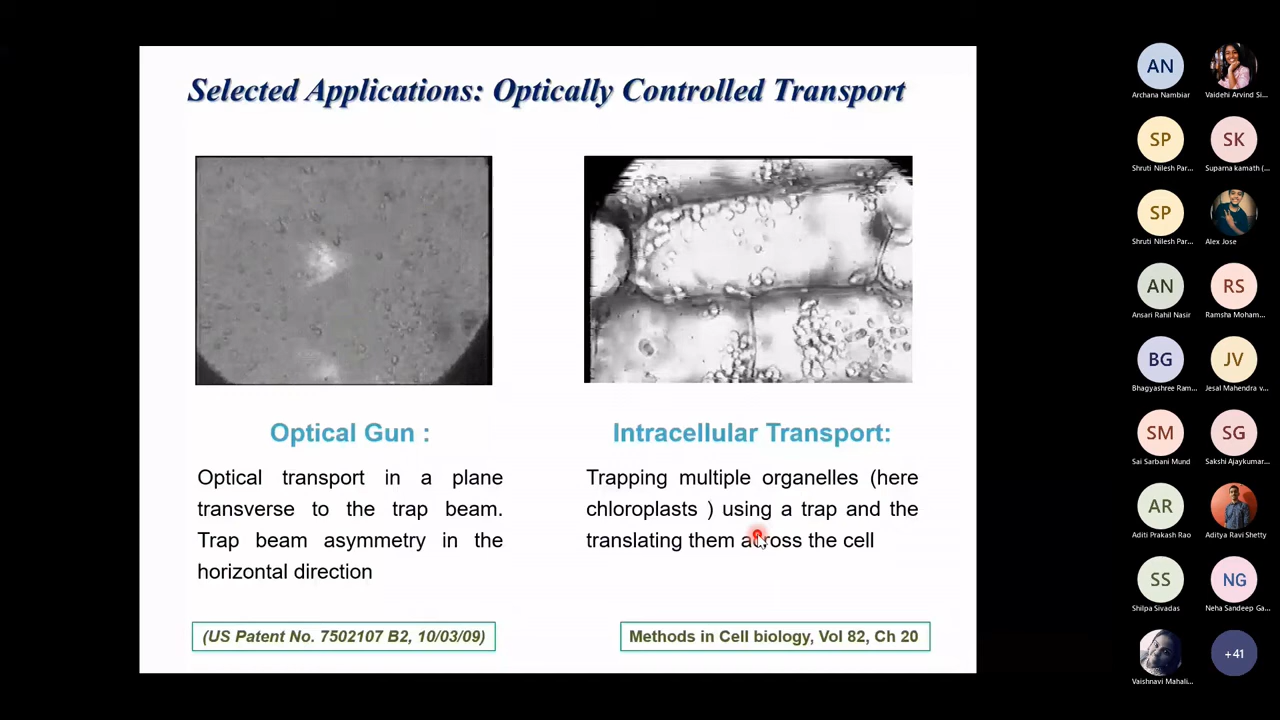 Selected Applications: Optically Controlled Transport
Optical Gun :
Optical transport in a plane
transverse to the trap beam.
Trap beam asymmetry in the
horizontal direction
(US Patent No. 7502107 B2, 10/03/09)
Intracellular Transport:
Trapping multiple organelles (here
chloroplasts ) using a trap and the
translating them across the cell
Methods in Cell biology, Vol 82, Ch 20
AN
Archana Nambiar
Vaidehi Arvind Si...
SP
Shruti Nilesh Par...
SK
Suparna kamath (...
SP
Shruti Nilesh Par...
Alex Jose
AN
Ansari Rahil Nasir
RS
Ramsha Moham...
BG
Bhagyashree Ram...
JV
Jesal Mahendra v...
SM
Sai Sarbani Mund
SG
Sakshi Ajaykumar...
AR
Aditi Prakash Rao
Aditya Ravi Shetty
SS
Shilpa Sivadas
NG
Neha Sandeep Ga...
Vaishnavi Mahali...
+41